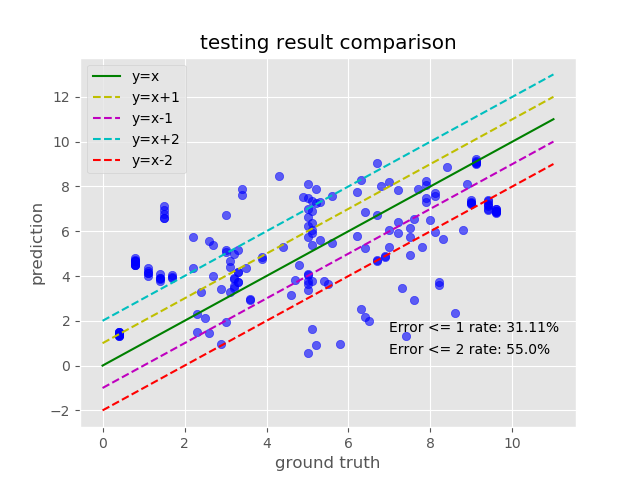 testing result comparison
y=x
y=x+1
y=x-1
y=x+2
y=x-2
12
10
8
6
4
2
0
−2
prediction
Error <= 1 rate: 31.11%
Error <= 2 rate: 55.0%
0 2 4 6 8 10
ground truth